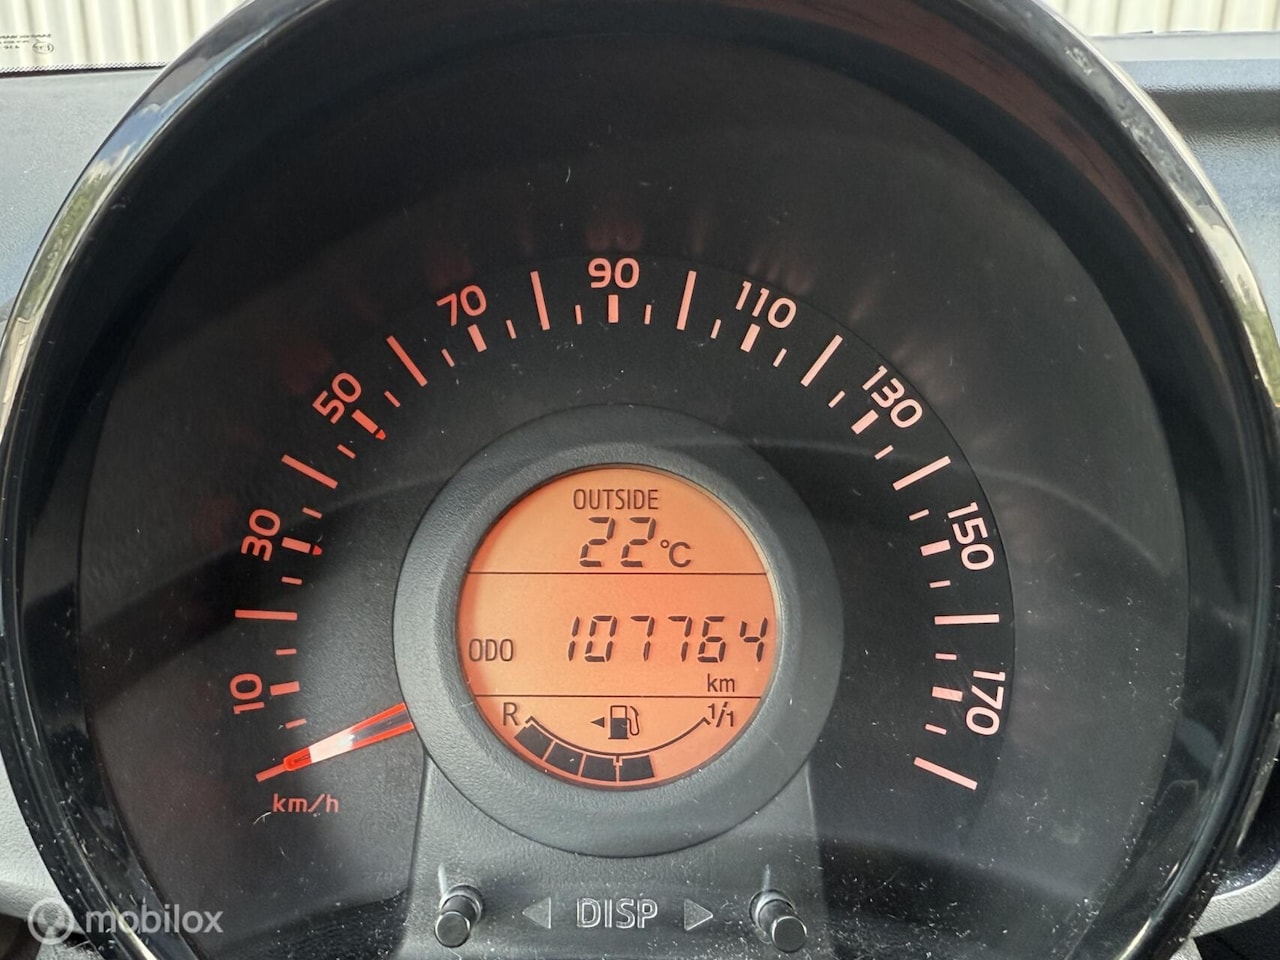 10
30
50
70
90
110
130
150
170
km/h
OUTSIDE
22°C
ODO 107764
km
R 1/1
DISP
mobilox